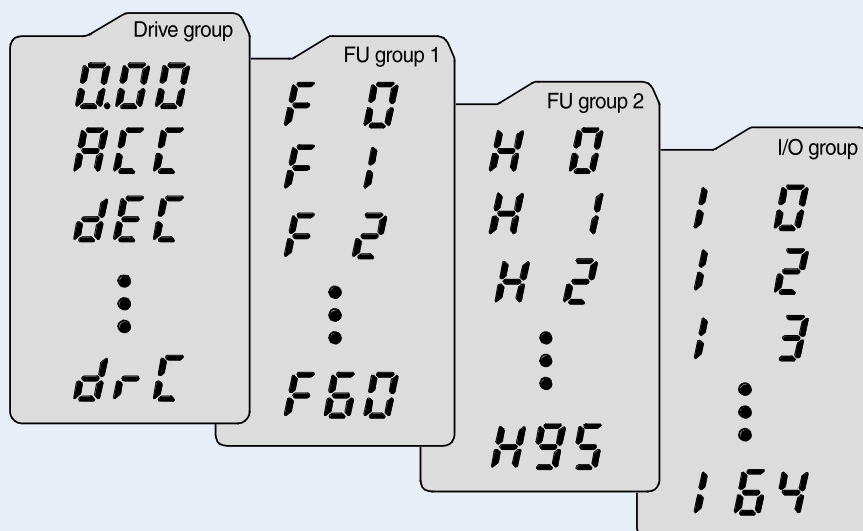 Drive group
0.00
ACC
dEC
drC
FU group 1
F 0
F 1
F 2
F60
FU group 2
H 0
H 1
H 2
H95
I/O group
I 0
I 2
I 3
I 64